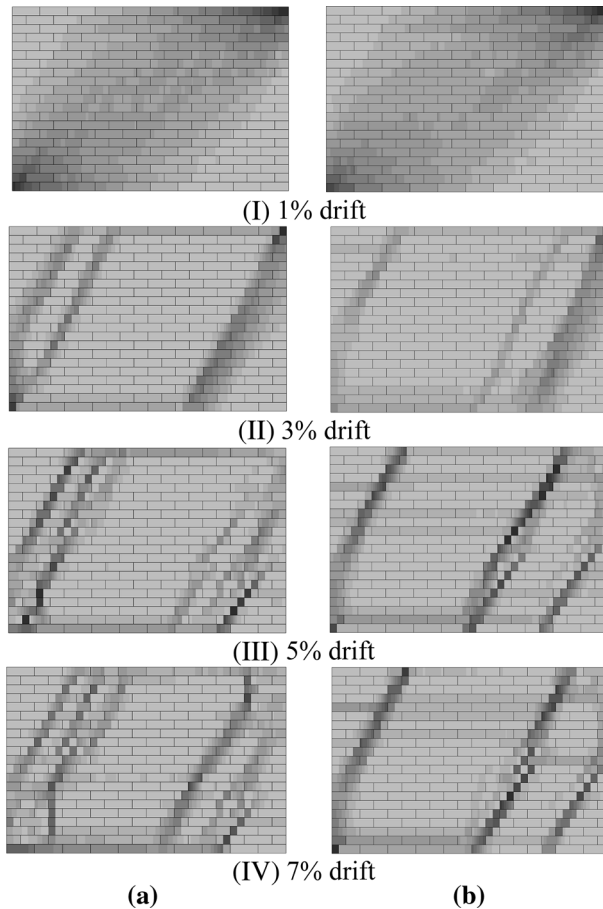 (I) 1% drift
(II) 3% drift
(III) 5% drift
(IV) 7% drift
(a) (b)